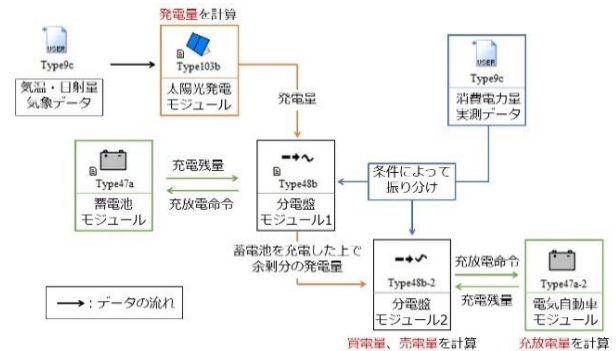 発電量を計算
USER
Type9c
気温・日射量
気象データ
Type103b
太陽光発電
モジュール
発電量
USER
Type9c
消費電力量
実測データ
Type47a
蓄電池
モジュール
充電残量
充放電命令
Type48b
分電盤
モジュール1
条件によって
振り分け
蓄電池を充電した上で
余剰分の発電量
Type48b-2
分電盤
モジュール2
買電量、売電量を計算
充放電命令
充電残量
Type47a-2
電気自動車
モジュール
充放電量を計算
:データの流れ